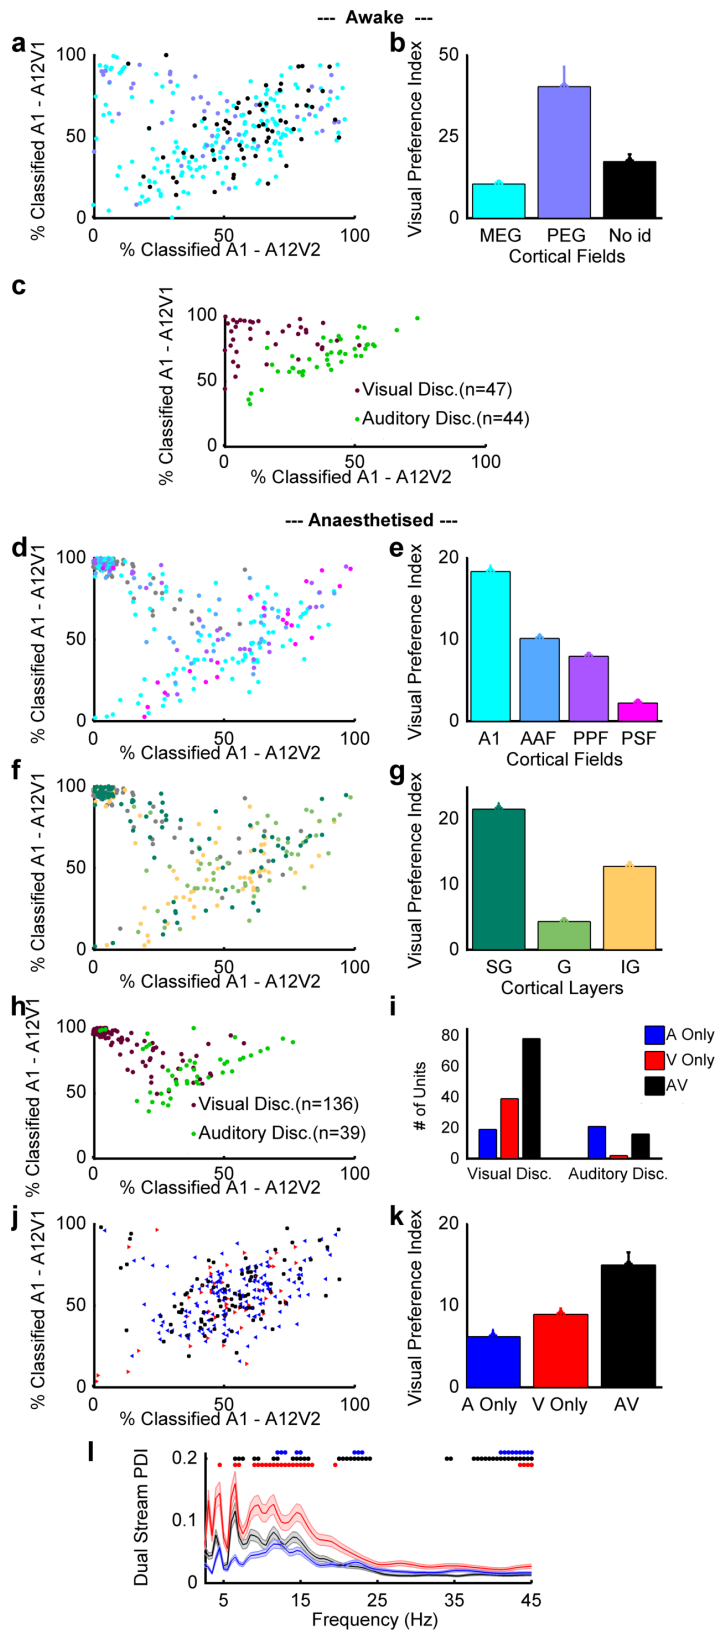 --- Awake ---
a
% Classified A1 - A12V1
100
50
0
0
50
100
% Classified A1 - A12V2
b
Visual Preference Index
50
25
0
MEG PEG No id
Cortical Fields
c
% Classified A1 - A12V1
100
50
0
Visual Disc.(n=47)
Auditory Disc.(n=44)
0
50
100
% Classified A1 - A12V2
--- Anaesthetised ---
d
% Classified A1 - A12V1
100
50
0
0
50
100
% Classified A1 - A12V2
e
Visual Preference Index
20
10
0
A1 AAF PPF PSF
Cortical Fields
f
% Classified A1 - A12V1
100
50
0
0
50
100
% Classified A1 - A12V2
g
Visual Preference Index
20
10
0
SG G IG
Cortical Layers
h
% Classified A1 - A12V1
100
50
0
Visual Disc.(n=136)
Auditory Disc.(n=39)
0
50
100
% Classified A1 - A12V2
i
# of Units
80
60
40
20
0
A Only
V Only
AV
Visual Disc. Auditory Disc.
j
% Classified A1 - A12V1
100
50
0
0
50
100
% Classified A1 - A12V2
k
Visual Preference Index
20
10
0
A Only V Only AV
l
Dual Stream PDI
0.2
0.1
0
5 15 25 35 45
Frequency (Hz)